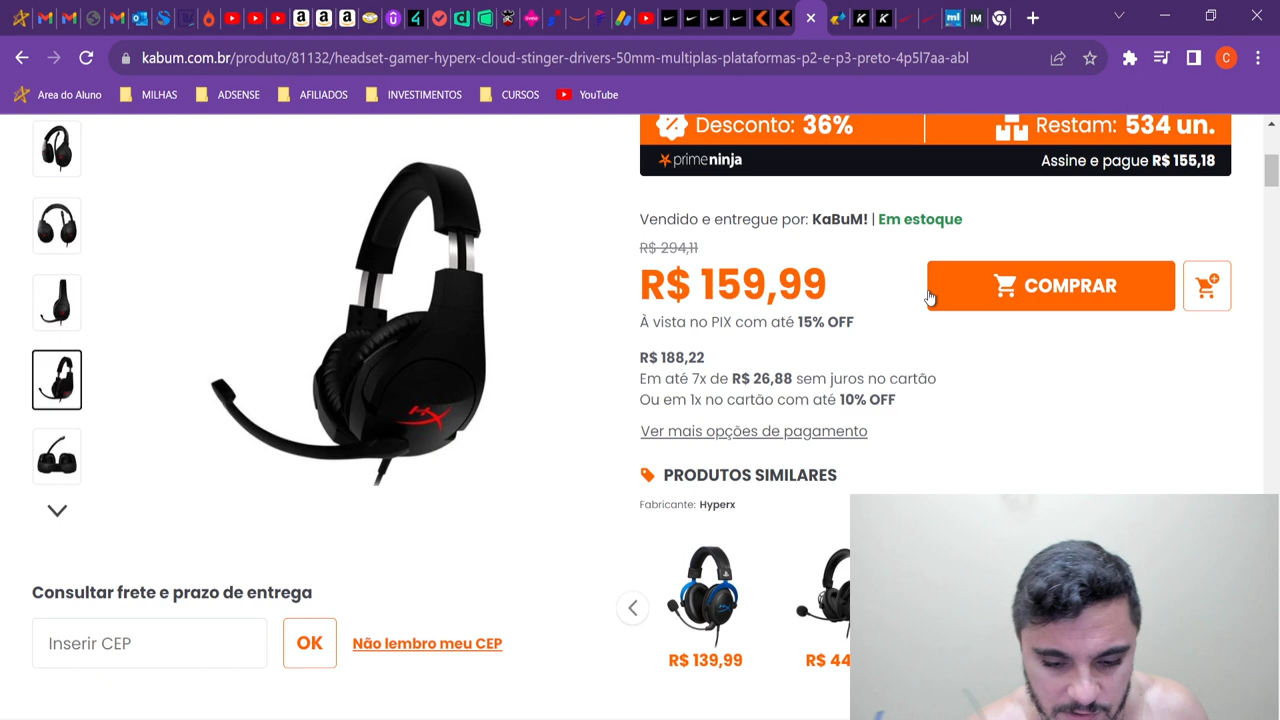 kabum.com.br/produto/81132/headset-gamer-hyperx-cloud-stinger-drivers-50mm-multiplas-plataformas-p2-e-p3-preto-4p5l7aa-abl
C
Area do Aluno
MILHAS
ADSENSE
AFILIADOS
INVESTIMENTOS
CURSOS
YouTube
Desconto: 36%
Restam: 534 un.
primeninja
Assine e pague R$ 155,18
Vendido e entregue por: KaBuM! | Em estoque
R$ 294,11
R$ 159,99
COMPRAR
À vista no PIX com até 15% OFF
R$ 188,22
Em até 7x de R$ 26,88 sem juros no cartão
Ou em 1x no cartão com até 10% OFF
Ver mais opções de pagamento
PRODUTOS SIMILARES
Fabricante: Hyperx
R$ 139,99
R$ 44
Consultar frete e prazo de entrega
Inserir CEP
OK
Não lembro meu CEP